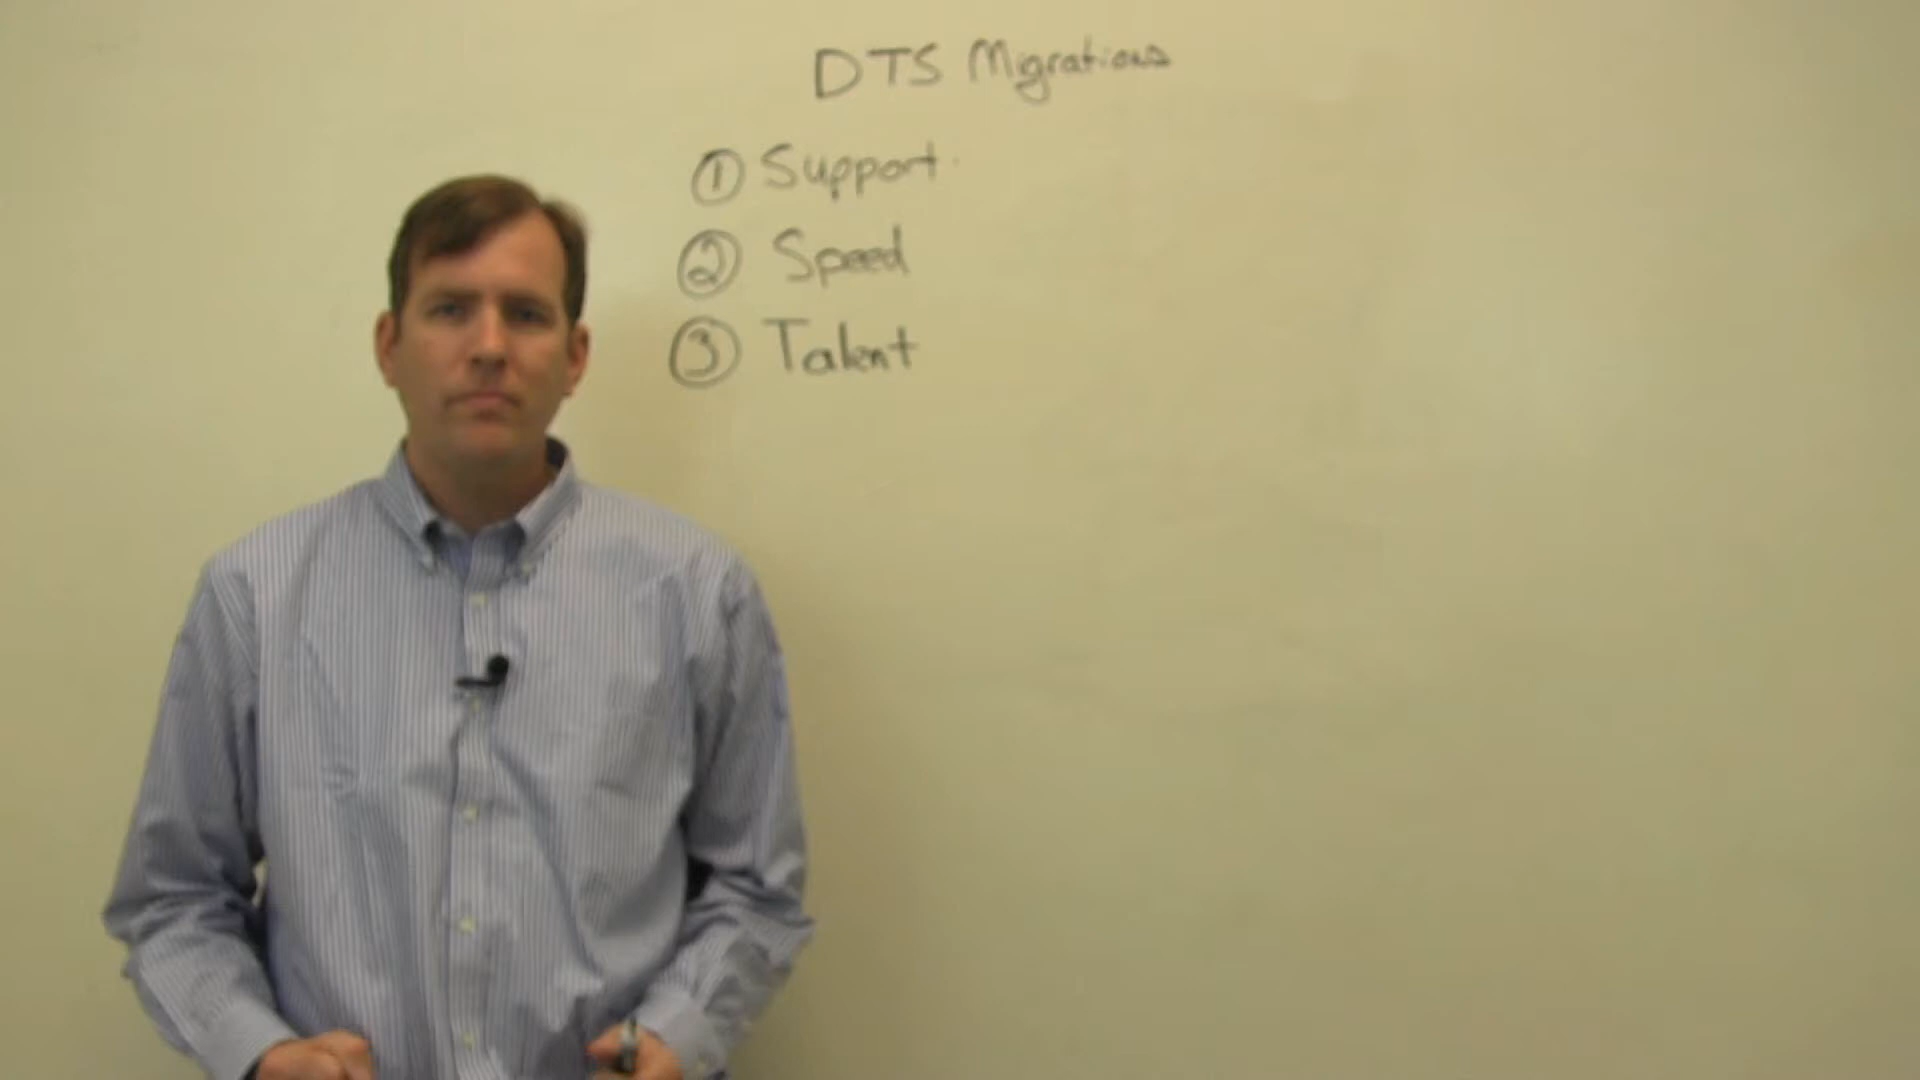 DTS Migrations
① Support
② Speed
③ Talent